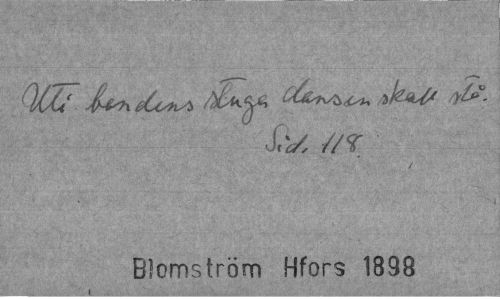 Uti bondens stuga dansen skall stå.
Sid. 118.
Blomström Hfors 1898